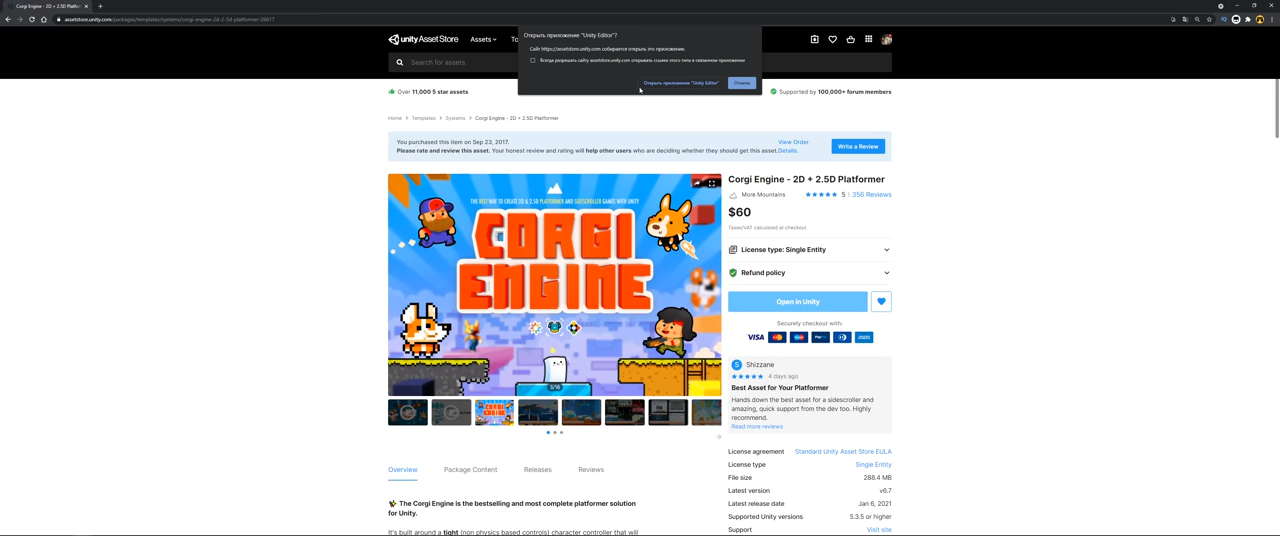 Corgi Engine - 2D + 2.5D Platfor
assetstore.unity.com/packages/templates/systems/corgi-engine-2d-2-5d-platformer-26617
Открыть приложение "Unity Editor"?
Сайт https://assetstore.unity.com собирается открыть это приложение.
Всегда разрешать сайту assetstore.unity.com открывать ссылки этого типа в связанном приложении
Открыть приложение "Unity Editor"
Отмена
unity Asset Store
Assets
To
Search for assets
Over 11,000 5 star assets
Supported by 100,000+ forum members
Home > Templates > Systems > Corgi Engine - 2D + 2.5D Platformer
You purchased this item on Sep 23, 2017.
View Order
Please rate and review this asset. Your honest review and rating will help other users who are deciding whether they should get this asset.
Details.
Write a Review
THE BEST WAY TO CREATE 2D & 2.5D PLATFORMER AND SIDESCROLLER GAMES WITH UNITY
CORGI
ENGINE
3/16
Corgi Engine - 2D + 2.5D Platformer
More Mountains
5 | 356 Reviews
$60
Taxes/VAT calculated at checkout
License type: Single Entity
Refund policy
Open in Unity
Securely checkout with:
VISA
S Shizzane
4 days ago
Best Asset for Your Platformer
Hands down the best asset for a sidescroller and
amazing, quick support from the dev too. Highly
recommend.
Read more reviews
License agreement Standard Unity Asset Store EULA
License type Single Entity
File size 288.4 MB
Latest version v6.7
Latest release date Jan 6, 2021
Supported Unity versions 5.3.5 or higher
Support Visit site
Overview
Package Content
Releases
Reviews
The Corgi Engine is the bestselling and most complete platformer solution
for Unity.
It's built around a tight (non physics based controls) character controller that will